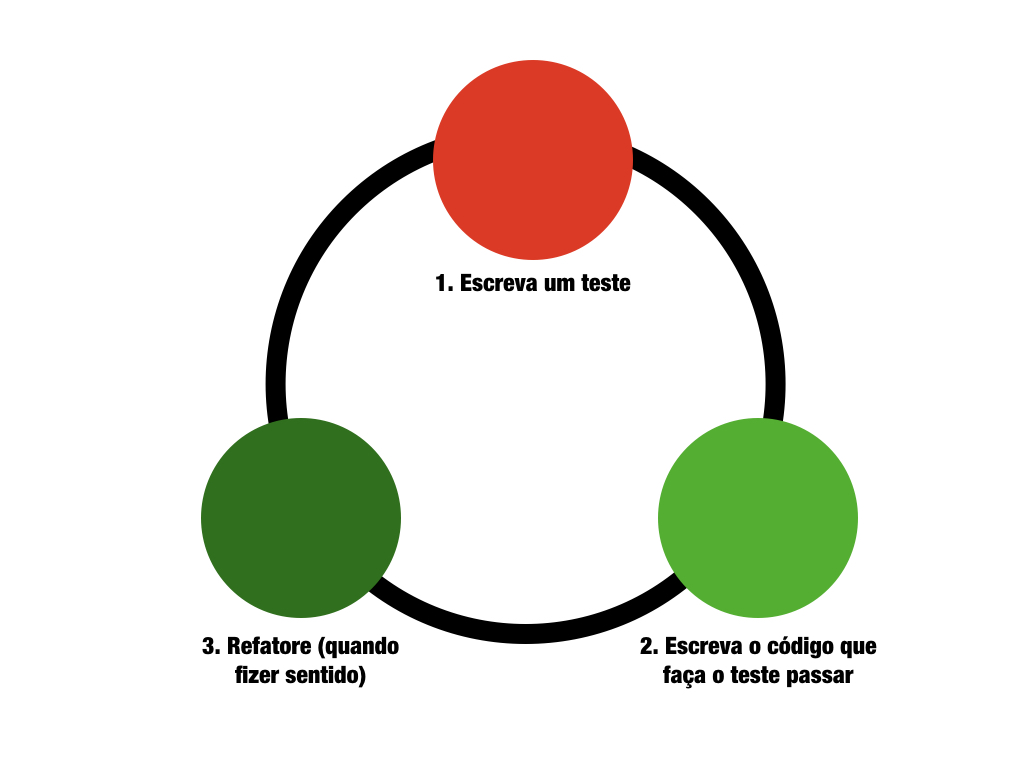 1. Escreva um teste
2. Escreva o código que
faça o teste passar
3. Refatore (quando
fizer sentido)